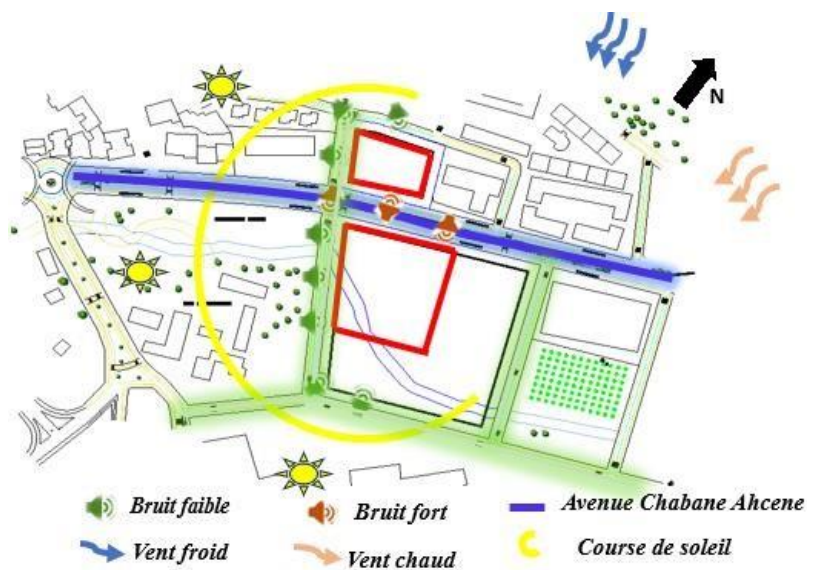 N
Bruit faible
Bruit fort
Avenue Chabane Ahcene
Vent froid
Vent chaud
Course de soleil